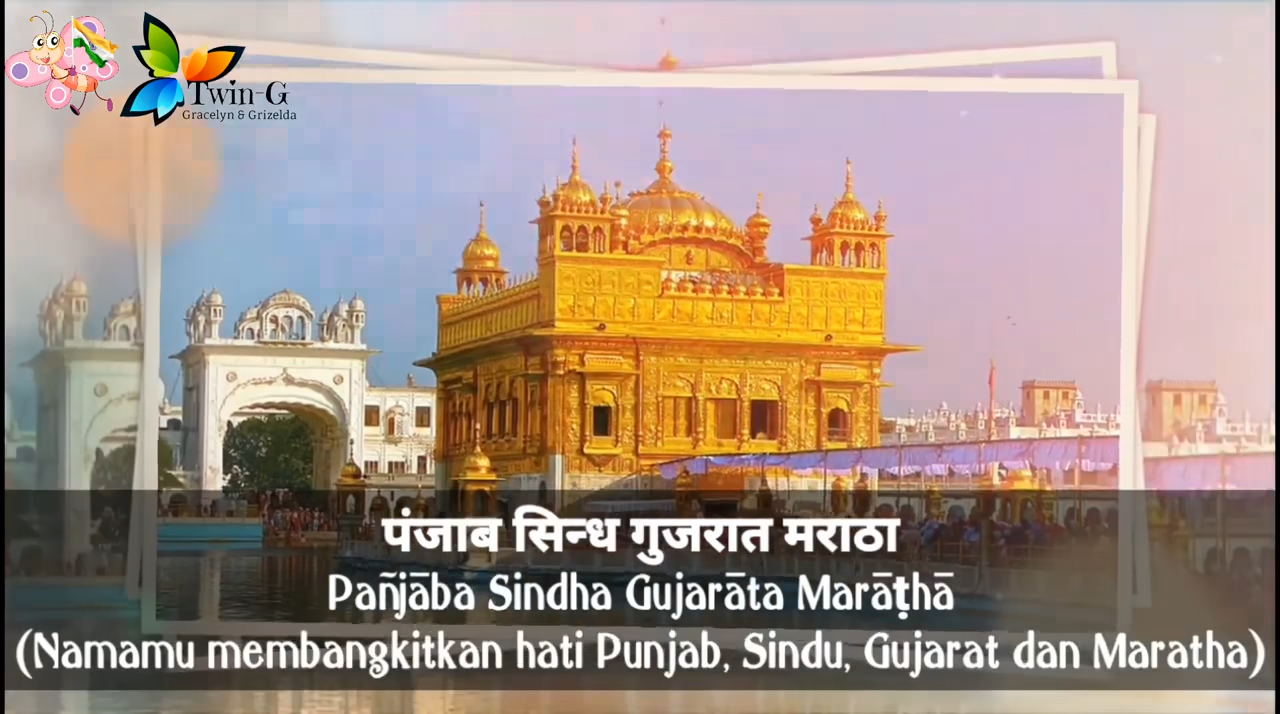 Twin-G
Gracelyn & Grizelda
पंजाब सिन्ध गुजरात मराठा
Pañjāba Sindha Gujarāta Marāṭhā
(Namamu membangkitkan hati Punjab, Sindu, Gujarat dan Maratha)